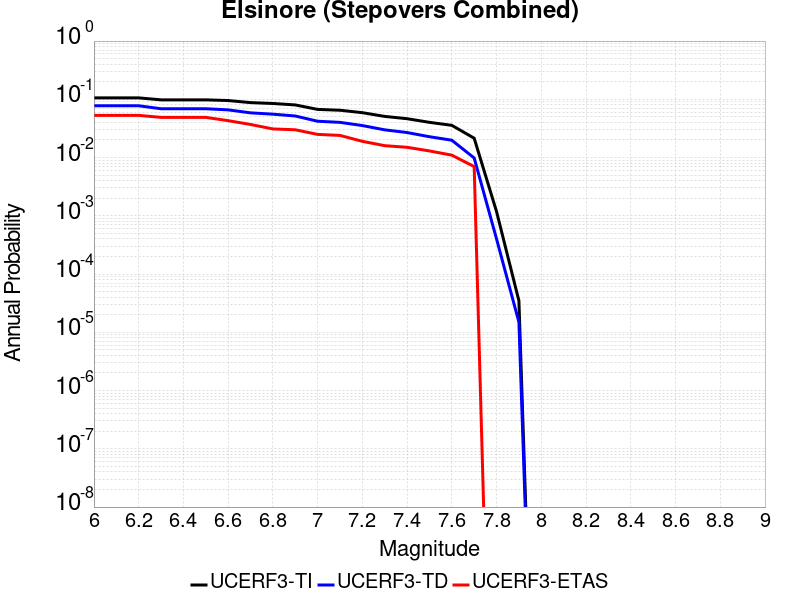 Elsinore (Stepovers Combined)
10^0
10^-1
10^-2
10^-3
10^-4
10^-5
10^-6
10^-7
10^-8
Annual Probability
6 6.2 6.4 6.6 6.8 7 7.2 7.4 7.6 7.8 8 8.2 8.4 8.6 8.8 9
Magnitude
UCERF3-TI UCERF3-TD UCERF3-ETAS